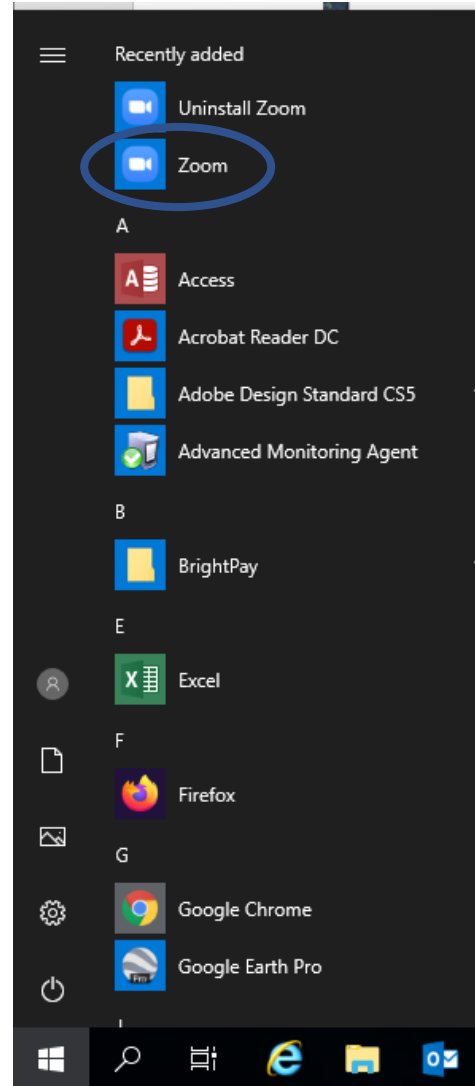 Recently added
Uninstall Zoom
Zoom
A
Access
Acrobat Reader DC
Adobe Design Standard CS5
Advanced Monitoring Agent
B
BrightPay
E
Excel
F
Firefox
G
Google Chrome
Google Earth Pro